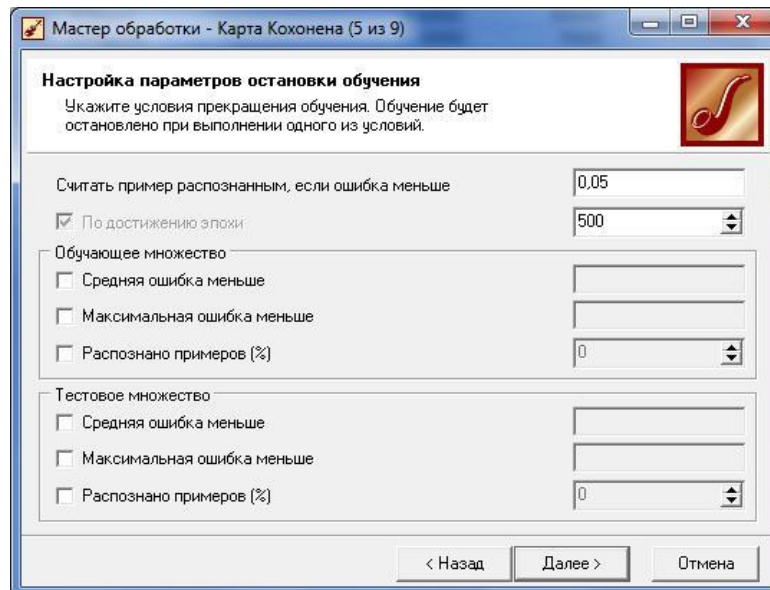 Мастер обработки - Карта Кохонена (5 из 9)
Настройка параметров остановки обучения
Укажите условия прекращения обучения. Обучение будет
остановлено при выполнении одного из условий.
Считать пример распознанным, если ошибка меньше 0,05
По достижению эпохи 500
Обучающее множество
Средняя ошибка меньше
Максимальная ошибка меньше
Распознано примеров (%) 0
Тестовое множество
Средняя ошибка меньше
Максимальная ошибка меньше
Распознано примеров (%) 0
< Назад Далее > Отмена